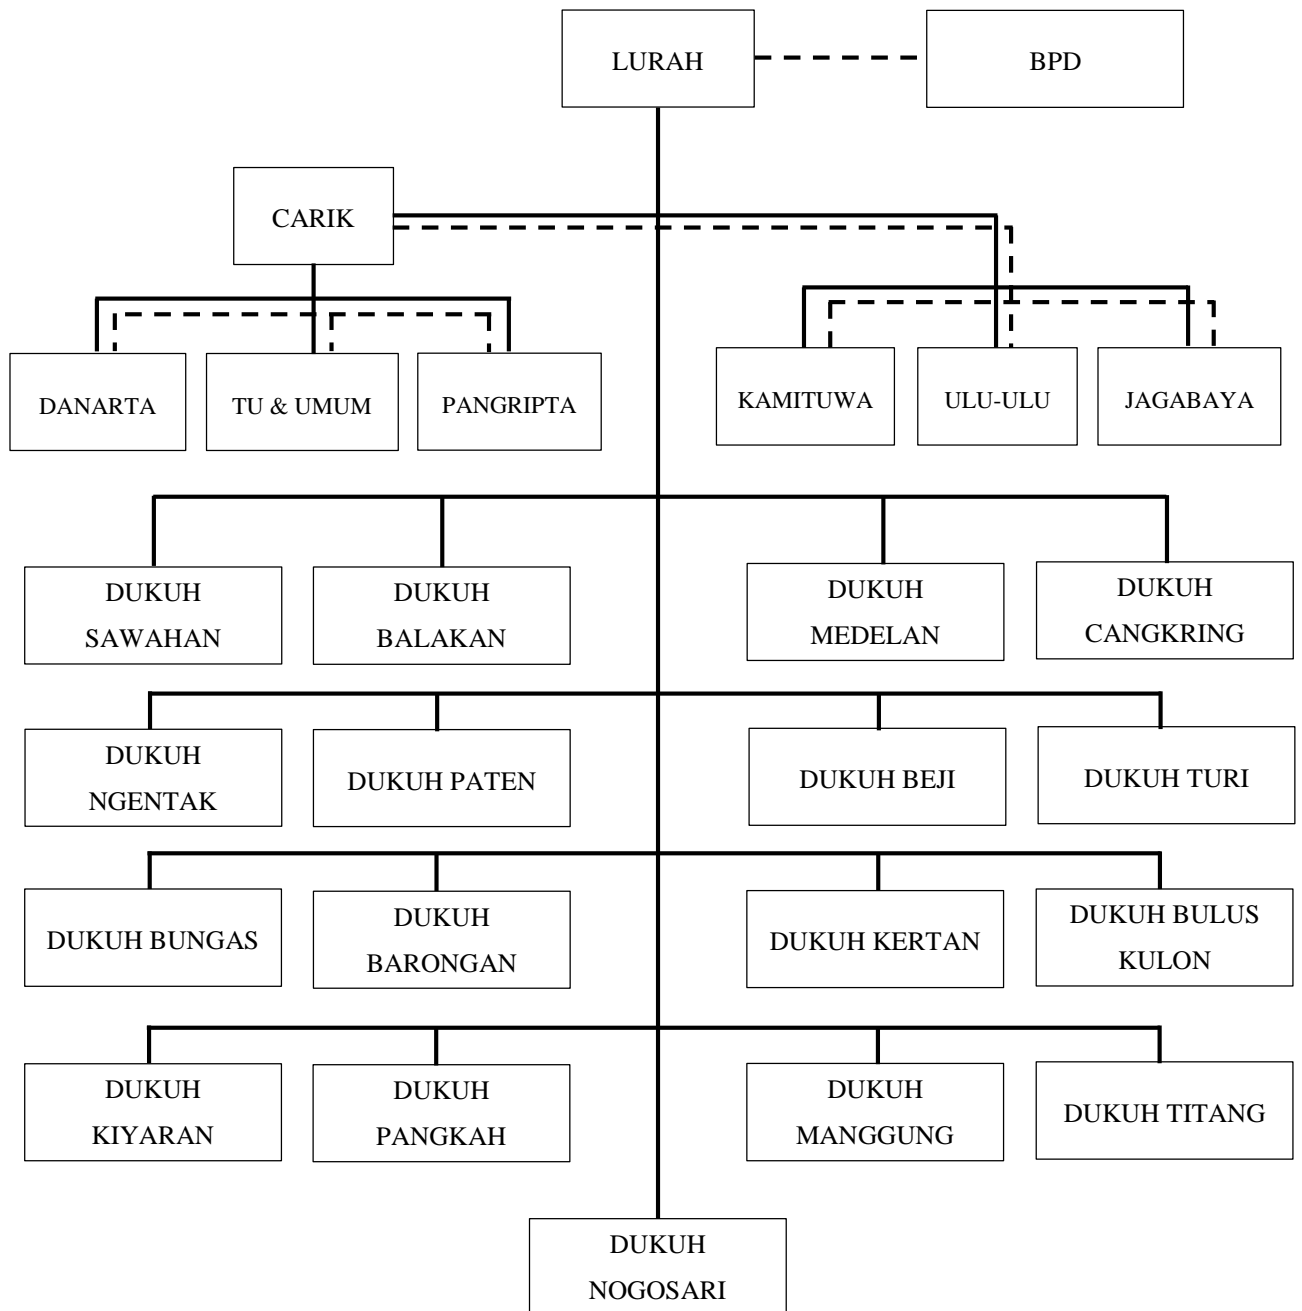 LURAH
BPD
CARIK
DANARTA
TU & UMUM
PANGRIPTA
KAMITUWA
ULU-ULU
JAGABAYA
DUKUH
SAWAHAN
DUKUH
BALAKAN
DUKUH
MEDELAN
DUKUH
CANGKRING
DUKUH
NGENTAK
DUKUH PATEN
DUKUH BEJI
DUKUH TURI
DUKUH BUNGAS
DUKUH
BARONGAN
DUKUH KERTAN
DUKUH BULUS
KULON
DUKUH
KIYARAN
DUKUH
PANGKAH
DUKUH
MANGGUNG
DUKUH TITANG
DUKUH
NOGOSARI